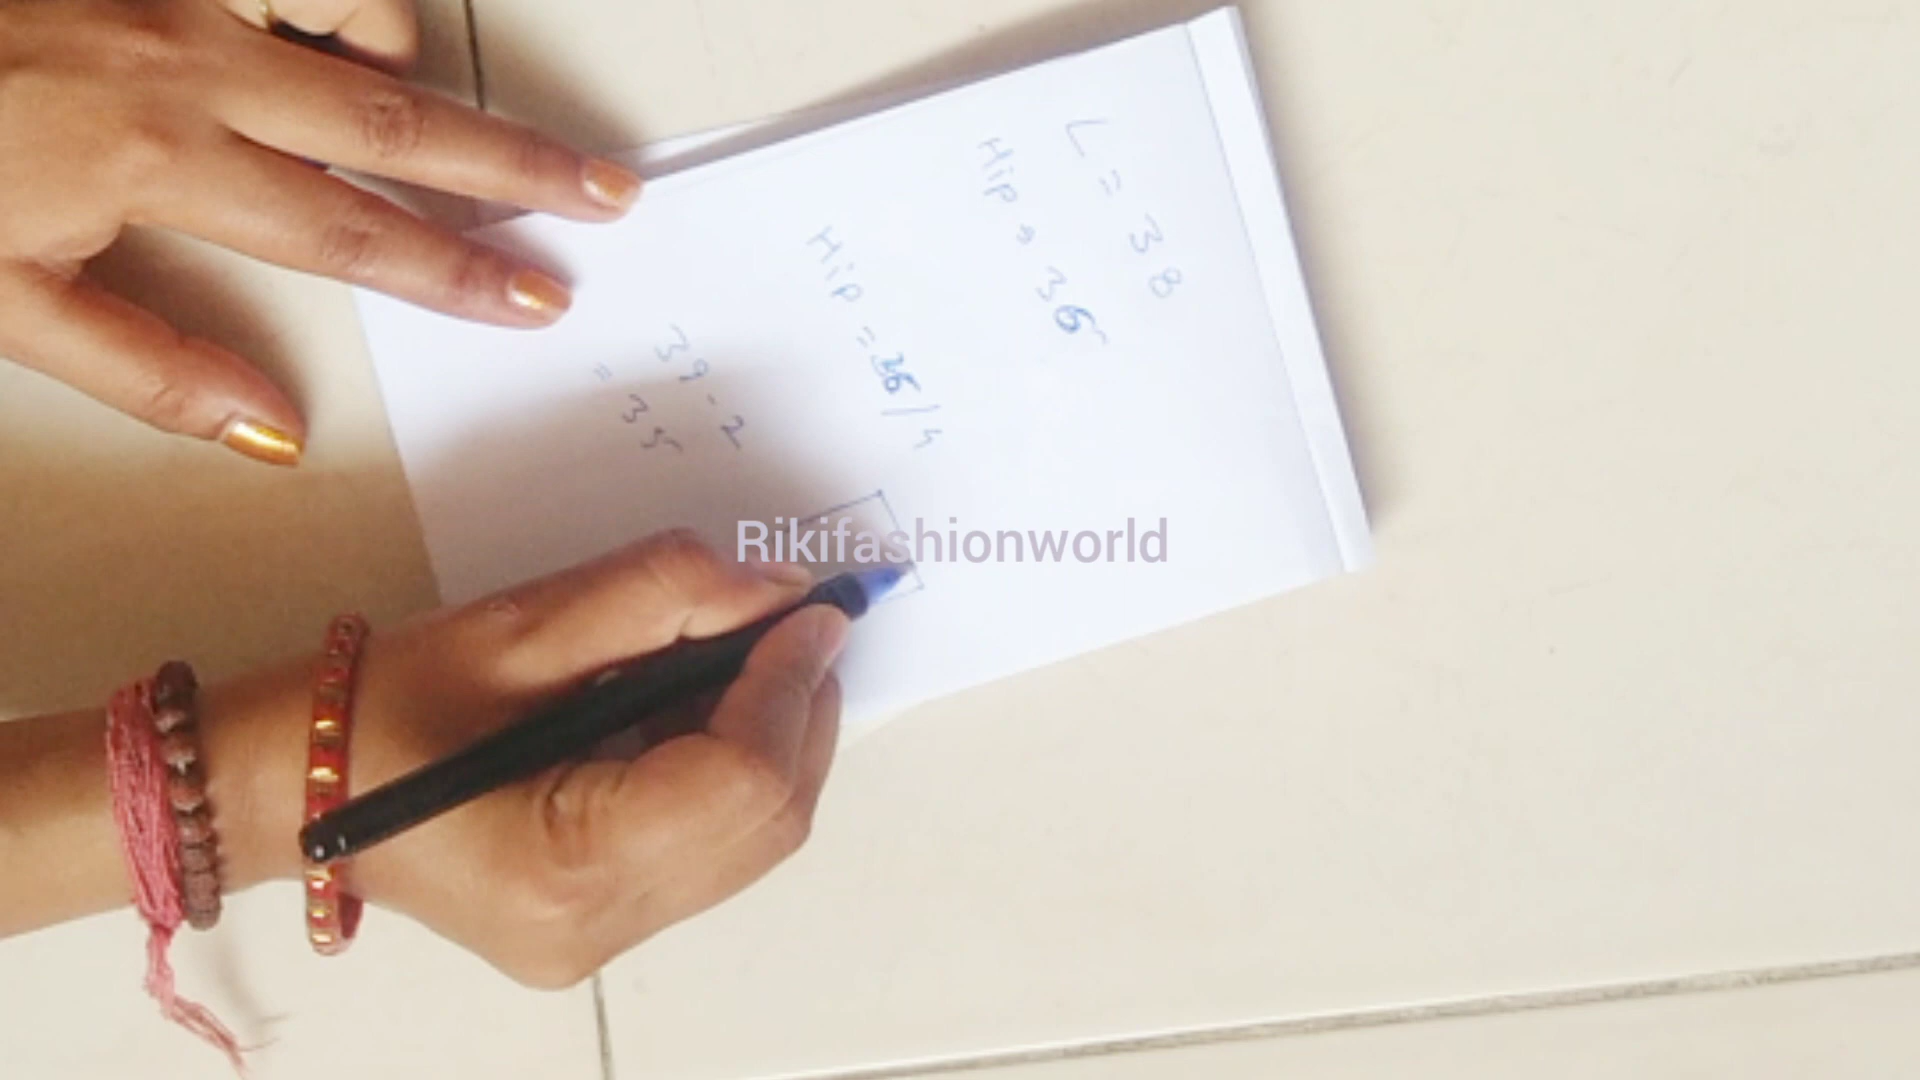 L = 38
Hip → 36
Hip = 36/4
39-2
= 35
Rikifashionworld